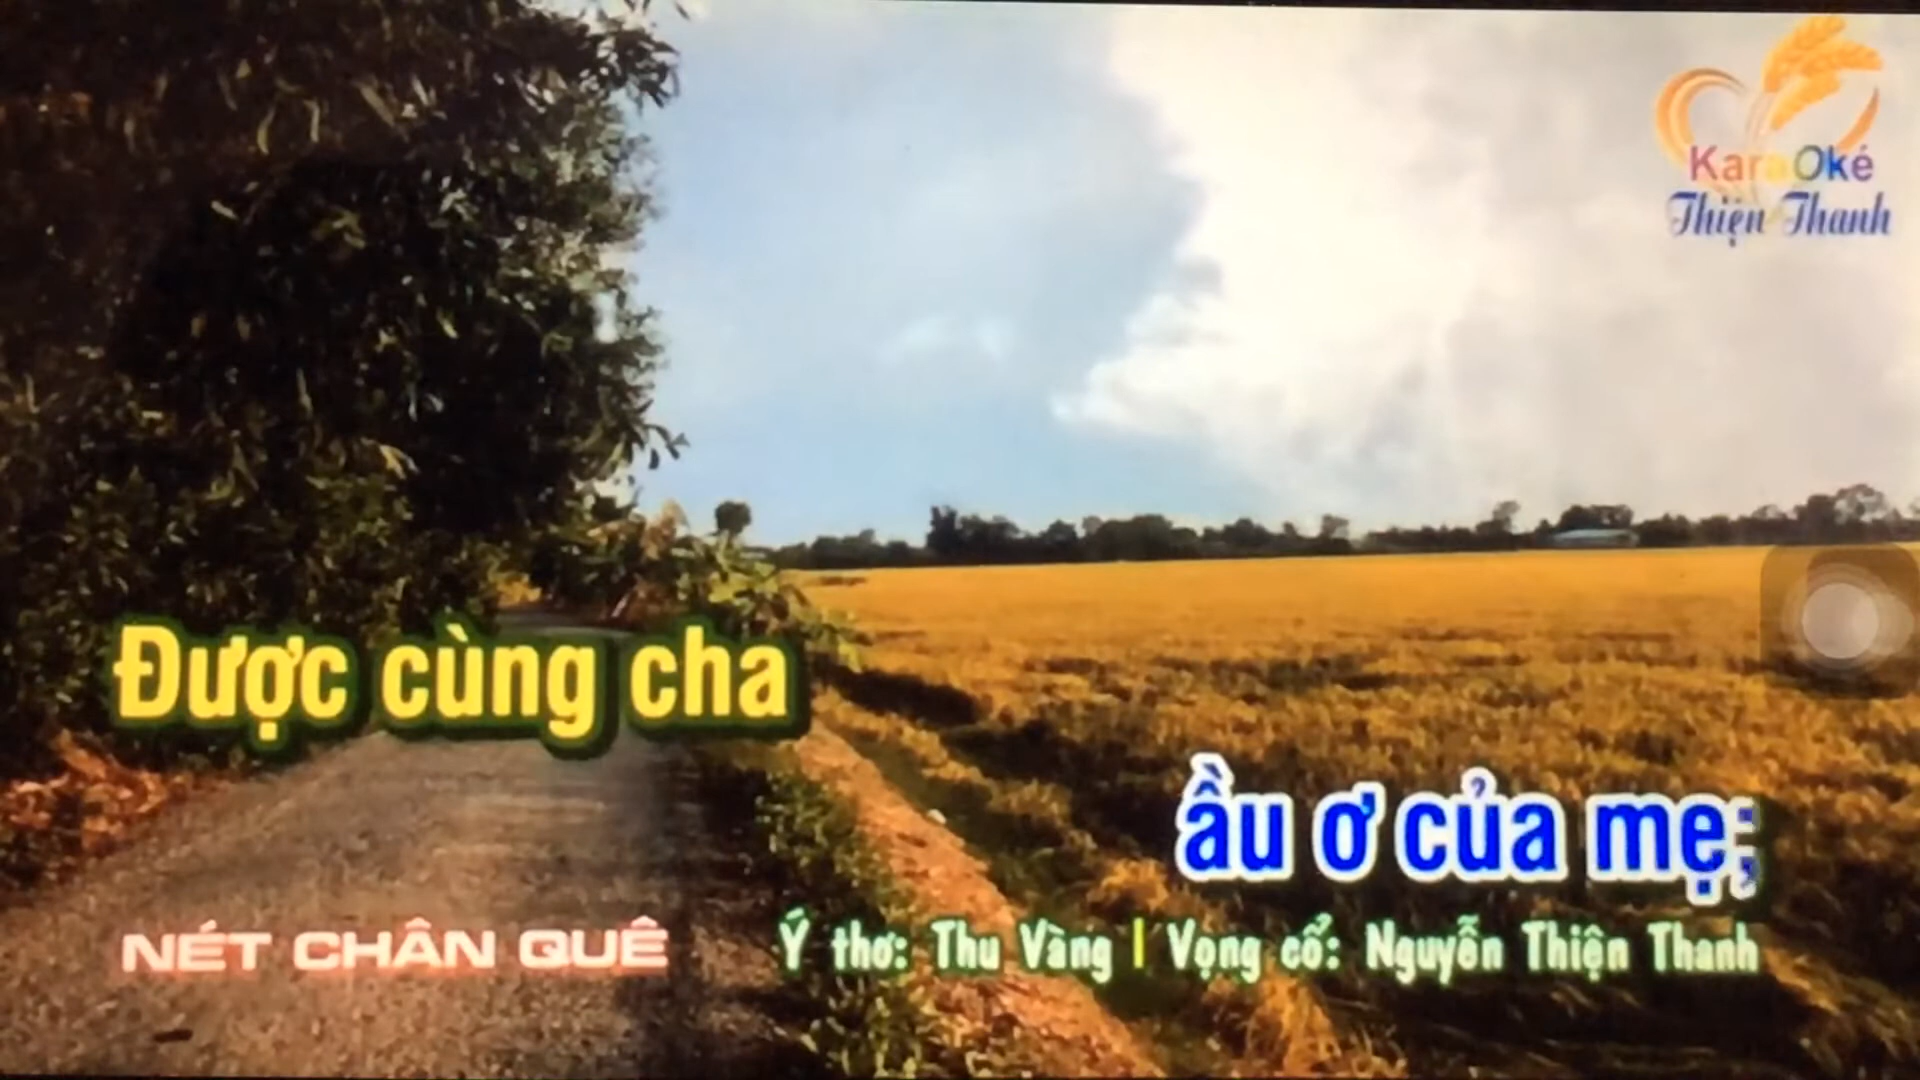 KaraOkê
Thiện Thanh
Được cùng cha
ầu ơ của mẹ;
NÉT CHÂN QUÊ
Ý thơ: Thu Vàng | Vọng cổ: Nguyễn Thiện Thanh